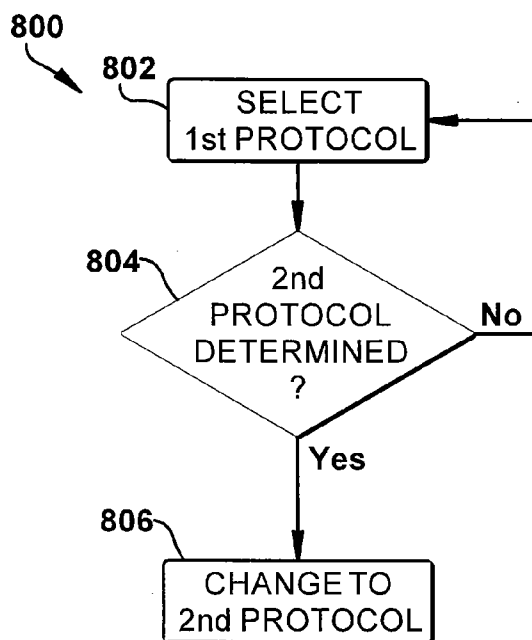 800
802
SELECT
1st PROTOCOL
804
2nd
PROTOCOL
DETERMINED
?
No
Yes
806
CHANGE TO
2nd PROTOCOL